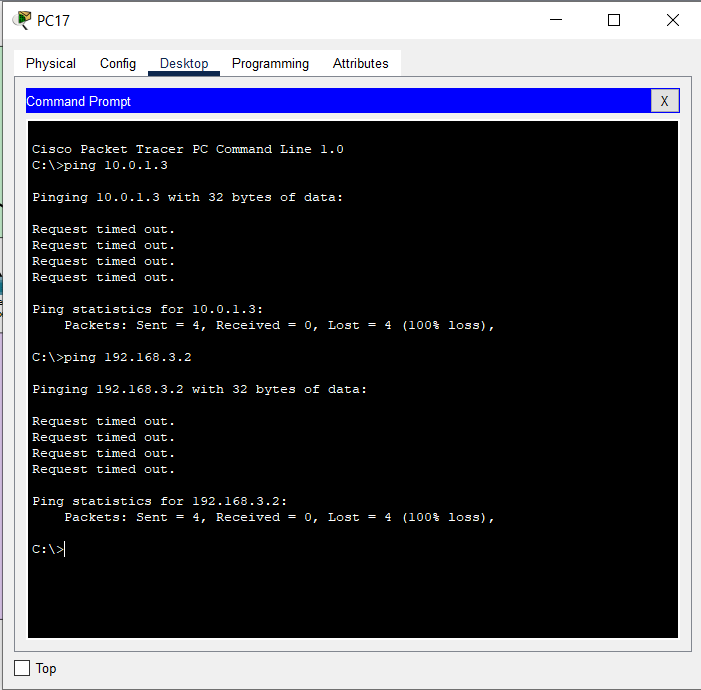 PC17
Physical Config Desktop Programming Attributes
Command Prompt X
Cisco Packet Tracer PC Command Line 1.0
C:\>ping 10.0.1.3
Pinging 10.0.1.3 with 32 bytes of data:
Request timed out.
Request timed out.
Request timed out.
Request timed out.
Ping statistics for 10.0.1.3:
Packets: Sent = 4, Received = 0, Lost = 4 (100% loss),
C:\>ping 192.168.3.2
Pinging 192.168.3.2 with 32 bytes of data:
Request timed out.
Request timed out.
Request timed out.
Request timed out.
Ping statistics for 192.168.3.2:
Packets: Sent = 4, Received = 0, Lost = 4 (100% loss),
C:\>
Top